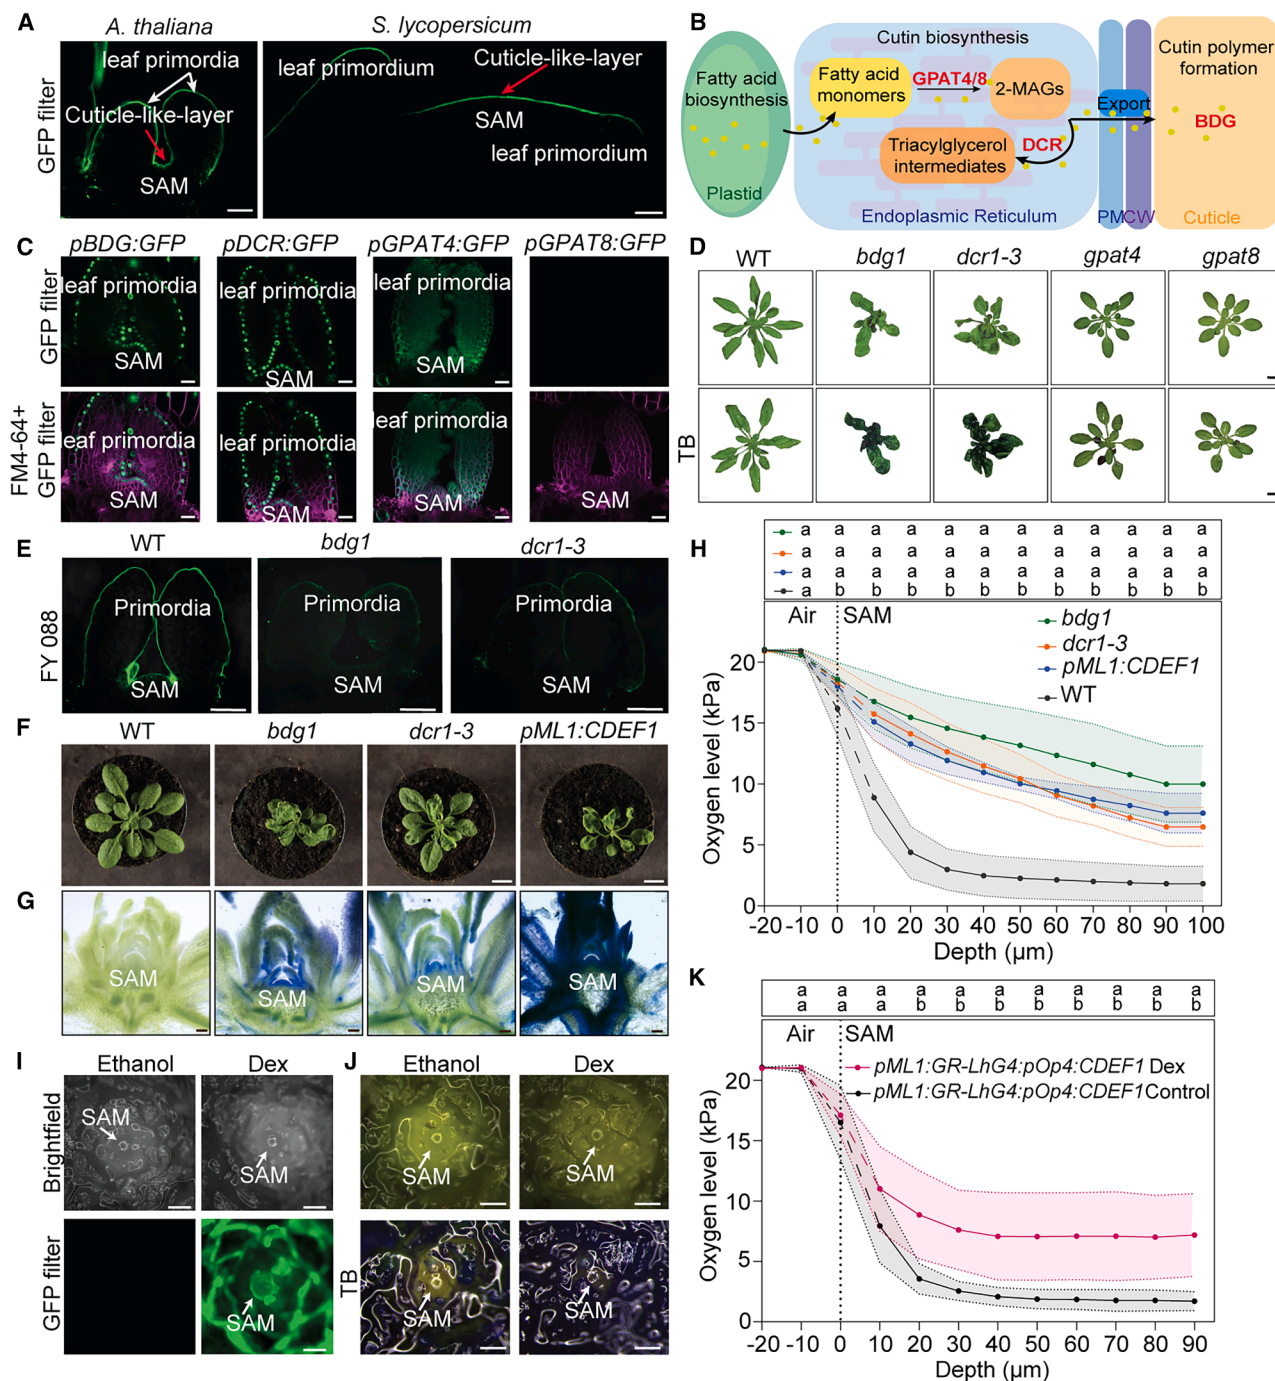 A
A. thaliana
S. lycopersicum
GFP filter
leaf primordia
Cuticle-like-layer
SAM
leaf primordium
Cuticle-like-layer
SAM
leaf primordium
B
Cutin biosynthesis
Cutin polymer
formation
Fatty acid
biosynthesis
Fatty acid
monomers
GPAT4/8
2-MAGs
Export
BDG
Triacylglycerol
intermediates
DCR
Plastid
Endoplasmic Reticulum
PM
CW
Cuticle
C
pBDG:GFP
pDCR:GFP
pGPAT4:GFP
pGPAT8:GFP
GFP filter
leaf primordia
leaf primordia
leaf primordia
SAM
SAM
SAM
FM4-64+
GFP filter
leaf primordia
leaf primordia
leaf primordia
SAM
SAM
SAM
SAM
D
WT
bdg1
dcr1-3
gpat4
gpat8
TB
E
WT
bdg1
dcr1-3
FY 088
Primordia
Primordia
Primordia
SAM
SAM
SAM
F
WT
bdg1
dcr1-3
pML1:CDEF1
G
SAM
SAM
SAM
SAM
H
a a a a a a a a a a a a
a a a a a a a a a a a a
a a a a a a a a a a a a
a b b b b b b b b b b b
Air
SAM
bdg1
dcr1-3
pML1:CDEF1
WT
Oxygen level (kPa)
20
15
10
5
0
-20 -10 0 10 20 30 40 50 60 70 80 90 100
Depth (µm)
I
Ethanol
Dex
Brightfield
SAM
SAM
GFP filter
SAM
J
Ethanol
Dex
SAM
SAM
TB
SAM
SAM
K
a a a a a a a a a a a
a a a b b b b b b b b
Air
SAM
pML1:GR-LhG4:pOp4:CDEF1 Dex
pML1:GR-LhG4:pOp4:CDEF1 Control
Oxygen level (kPa)
20
15
10
5
0
-20 -10 0 10 20 30 40 50 60 70 80 90
Depth (µm)